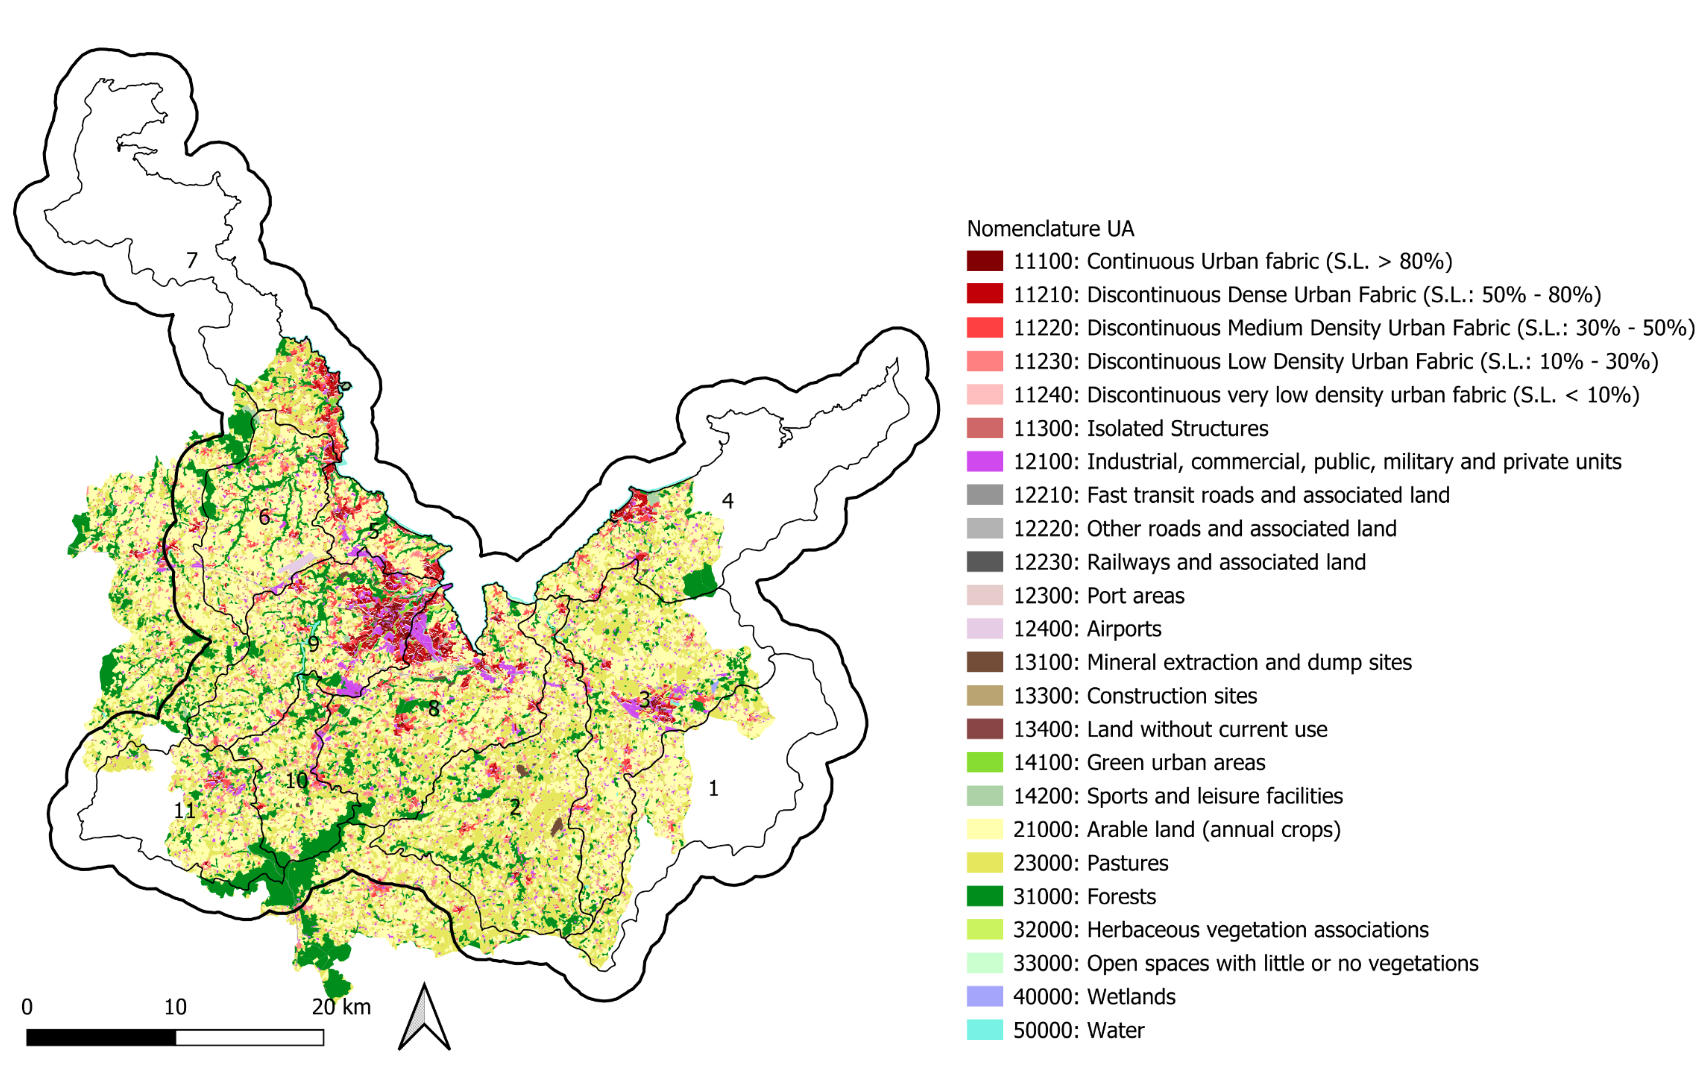 7
4
6
5
9
3
8
10
2
1
11
0 10 20 km
Nomenclature UA
11100: Continuous Urban fabric (S.L. > 80%)
11210: Discontinuous Dense Urban Fabric (S.L.: 50% - 80%)
11220: Discontinuous Medium Density Urban Fabric (S.L.: 30% - 50%)
11230: Discontinuous Low Density Urban Fabric (S.L.: 10% - 30%)
11240: Discontinuous very low density urban fabric (S.L. < 10%)
11300: Isolated Structures
12100: Industrial, commercial, public, military and private units
12210: Fast transit roads and associated land
12220: Other roads and associated land
12230: Railways and associated land
12300: Port areas
12400: Airports
13100: Mineral extraction and dump sites
13300: Construction sites
13400: Land without current use
14100: Green urban areas
14200: Sports and leisure facilities
21000: Arable land (annual crops)
23000: Pastures
31000: Forests
32000: Herbaceous vegetation associations
33000: Open spaces with little or no vegetations
40000: Wetlands
50000: Water